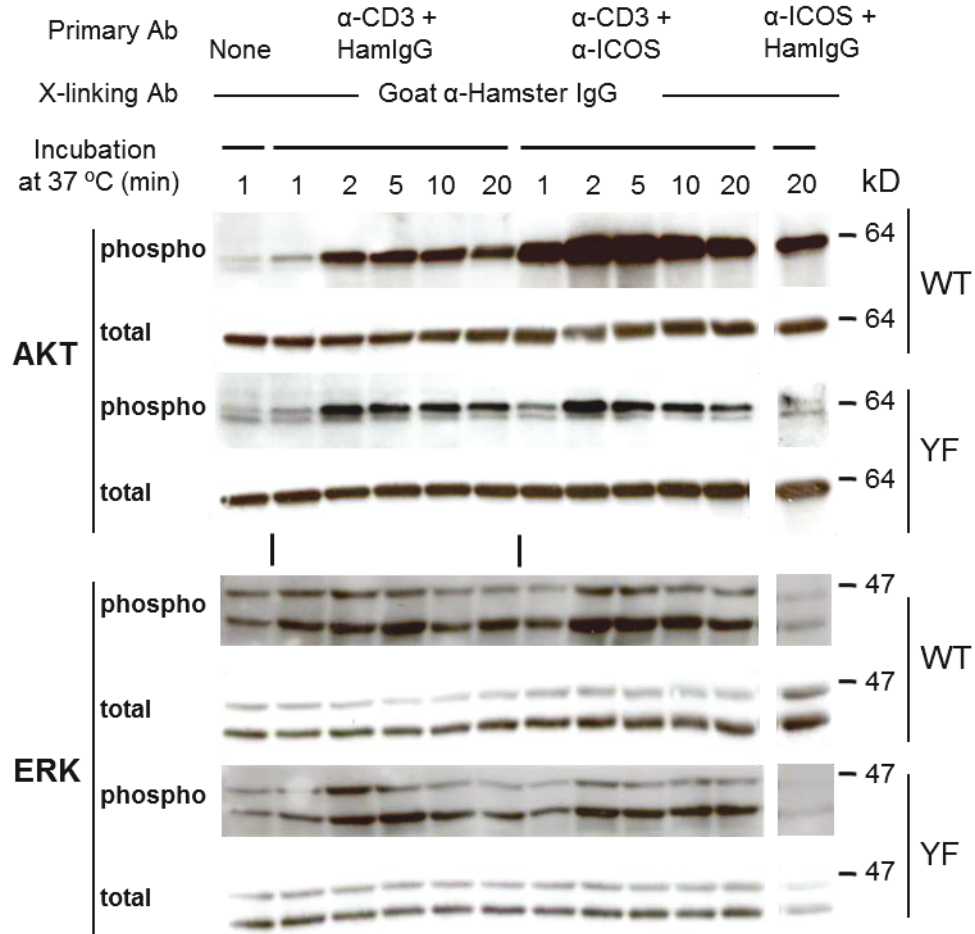 Primary Ab None α-CD3 + HamIgG α-CD3 + α-ICOS α-ICOS + HamIgG
X-linking Ab Goat α-Hamster IgG
Incubation
at 37 ºC (min) 1 1 2 5 10 20 1 2 5 10 20 20 kD
AKT
phospho 64
total 64
WT
phospho 64
total 64
YF
ERK
phospho 47
total 47
WT
phospho 47
total 47
YF